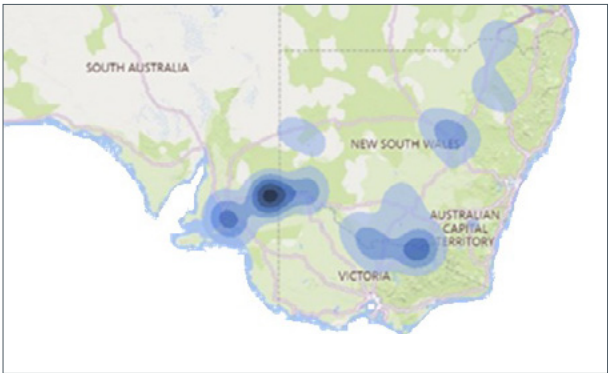 SOUTH AUSTRALIA
NEW SOUTH WALES
AUSTRALIAN
CAPITAL
TERRITORY
VICTORIA